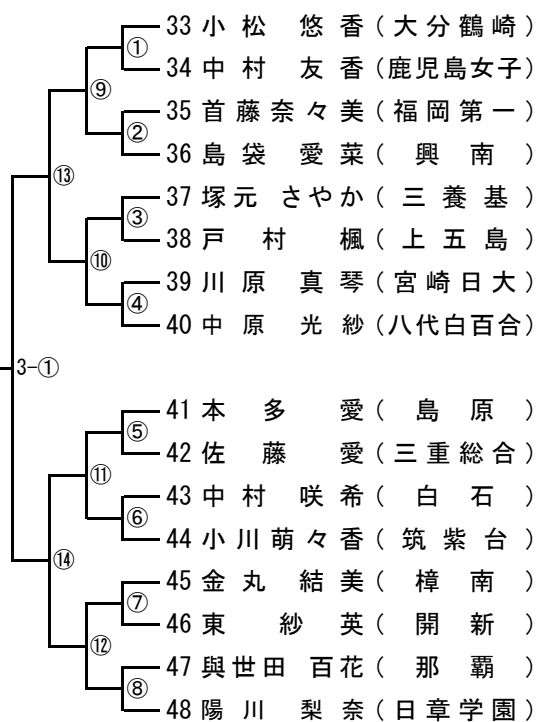 33 小松 悠香(大分鶴崎)
①
34 中村 友香(鹿児島女子)
⑨
35 首藤奈々美(福岡第一)
②
36 島袋 愛菜(興南)
⑬
37 塚元 さやか(三養基)
③
38 戸村 楓(上五島)
⑩
39 川原 真琴(宮崎日大)
④
40 中原 光紗(八代白百合)
3-①
41 本多 愛(島原)
⑤
42 佐藤 愛(三重総合)
⑪
43 中村 咲希(白石)
⑥
44 小川萌々香(筑紫台)
⑭
45 金丸 結美(樟南)
⑦
46 東 紗英(開新)
⑫
47 與世田 百花(那覇)
⑧
48 陽川 梨奈(日章学園)